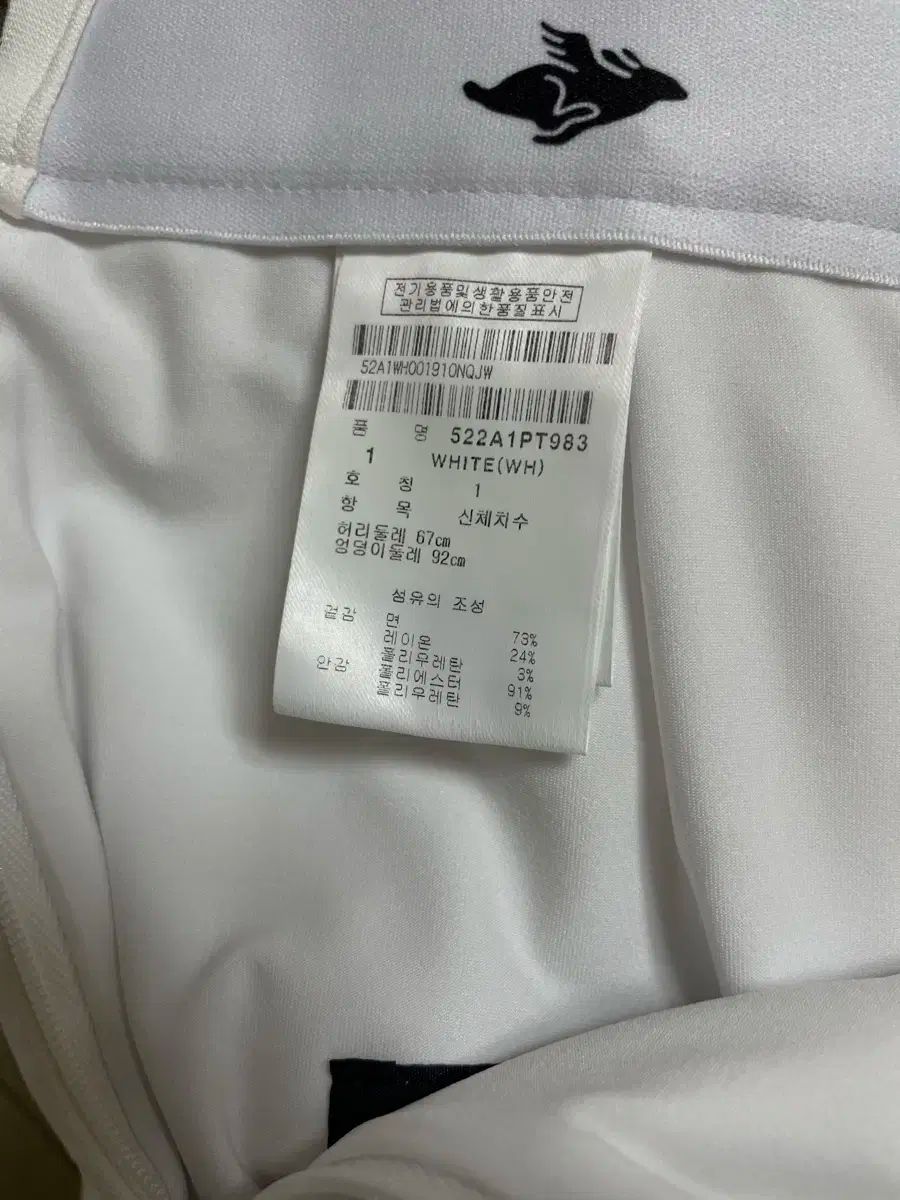 전기용품및생활용품안전
관리법에의한품질표시
52A1WH001910NQJW
품 명 522A1PT983
1 WHITE(WH)
호 칭 1
항 목 신체치수
허리둘레 67cm
엉덩이둘레 92cm
섬유의 조성
겉감 면 73%
레이온 24%
폴리우레탄 3%
안감 폴리에스터 91%
폴리우레탄 9%